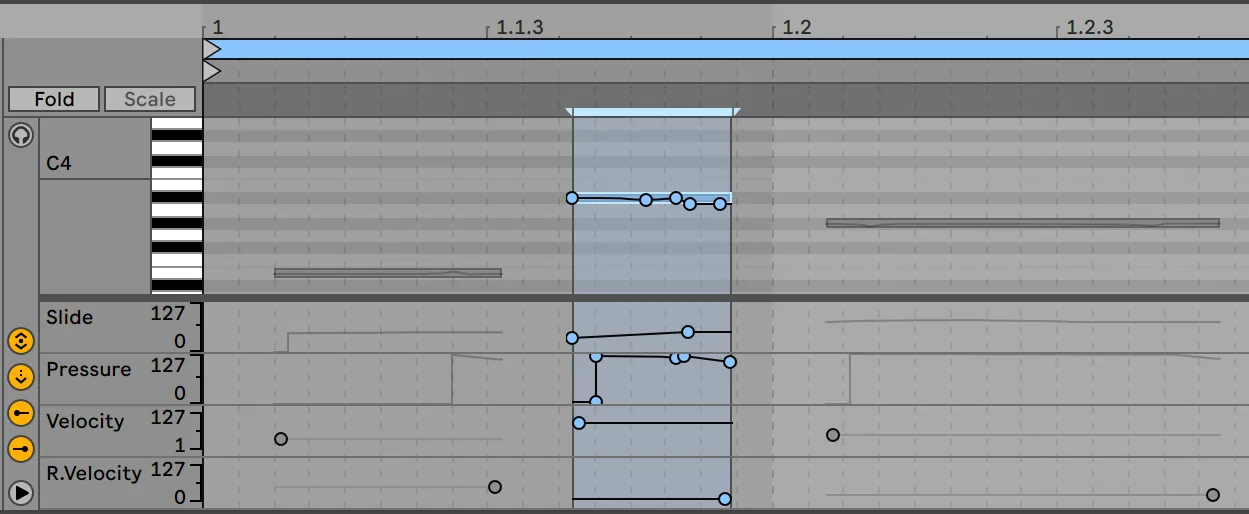 1 1.1.3 1.2 1.2.3
Fold Scale
C4
Slide 127
0
Pressure 127
0
Velocity 127
1
R.Velocity 127
0